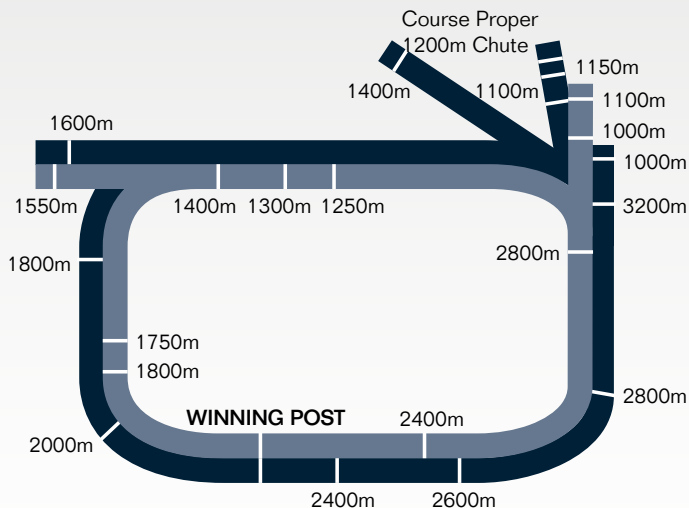 Course Proper
1200m Chute
1150m
1400m
1100m
1100m
1600m
1000m
1000m
1550m
1400m
1300m
1250m
3200m
2800m
1800m
1750m
1800m
2800m
WINNING POST
2400m
2000m
2400m
2600m